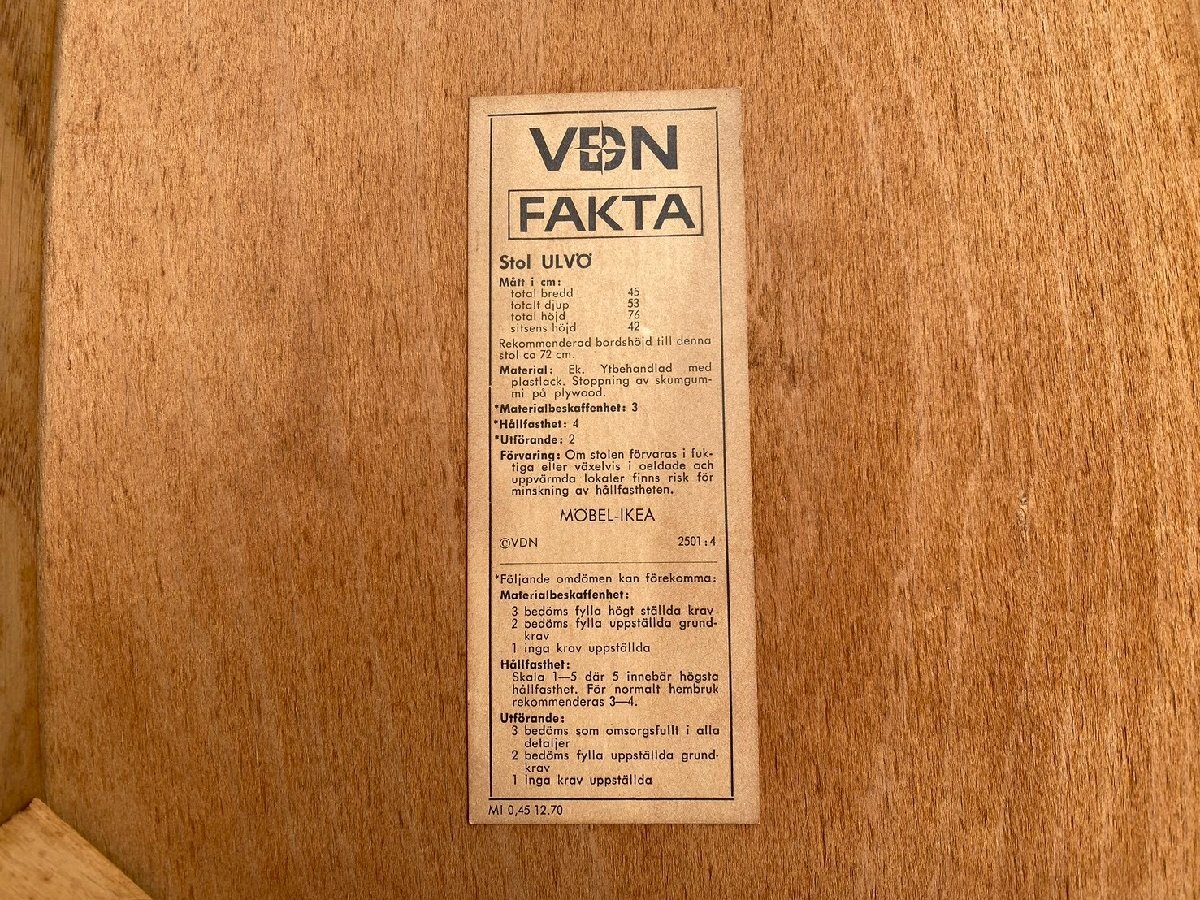 VDN
FAKTA
Stol ULVÖ
Mått i cm:
total bredd 45
totalt djup 53
total höjd 76
sitsens höjd 42
Rekommenderad bordshöjd till denna
stol ca 72 cm.
Material: Ek. Ytbehandlad med
plastlack. Stoppning av skumgum-
mi på plywood.
*Materialbeskaffenhet: 3
*Hållfasthet: 4
*Utförande: 2
Förvaring: Om stolen förvaras i fuk-
tiga eller växelvis i oeldade och
uppvärmda lokaler finns risk för
minskning av hållfastheten.
MÖBEL-IKEA
©VDN 2501:4
*Följande omdömen kan förekomma:
Materialbeskaffenhet:
3 bedöms fylla högt ställda krav
2 bedöms fylla uppställda grund-
krav
1 inga krav uppställda
Hållfasthet:
Skala 1—5 där 5 innebär högsta
hållfasthet. För normalt hembruk
rekommenderas 3—4.
Utförande:
3 bedöms som omsorgsfullt i alla
detaljer
2 bedöms fylla uppställda grund-
krav
1 inga krav uppställda
MI 0,45 12.70